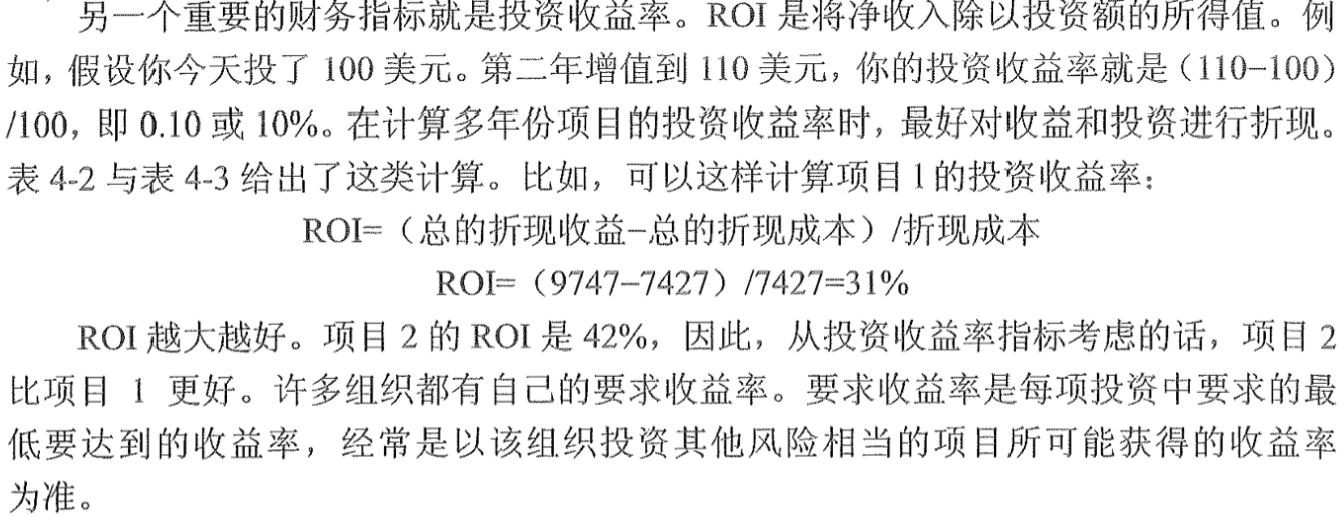 另一个重要的财务指标就是投资收益率。ROI 是将净收入除以投资额的所得值。例
如，假设你今天投了 100 美元。第二年增值到 110 美元，你的投资收益率就是（110–100）
/100，即 0.10 或 10%。在计算多年份项目的投资收益率时，最好对收益和投资进行折现。
表 4-2 与表 4-3 给出了这类计算。比如，可以这样计算项目 1 的投资收益率：
ROI=（总的折现收益–总的折现成本）/折现成本
ROI=（9747–7427）/7427=31%
ROI 越大越好。项目 2 的 ROI 是 42%，因此，从投资收益率指标考虑的话，项目 2
比项目 1 更好。许多组织都有自己的要求收益率。要求收益率是每项投资中要求的最
低要达到的收益率，经常是以该组织投资其他风险相当的项目所可能获得的收益率
为准。